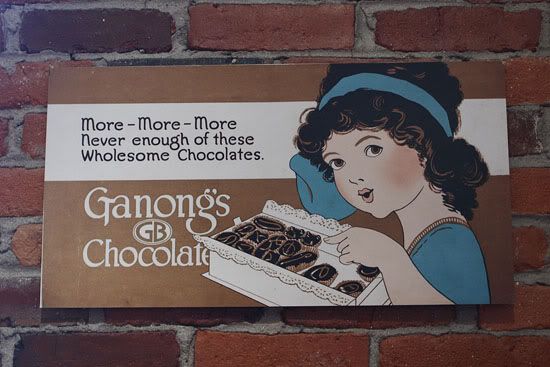 More-More-More
Never enough of these
Wholesome Chocolates.
Ganong's
GB
Chocolate